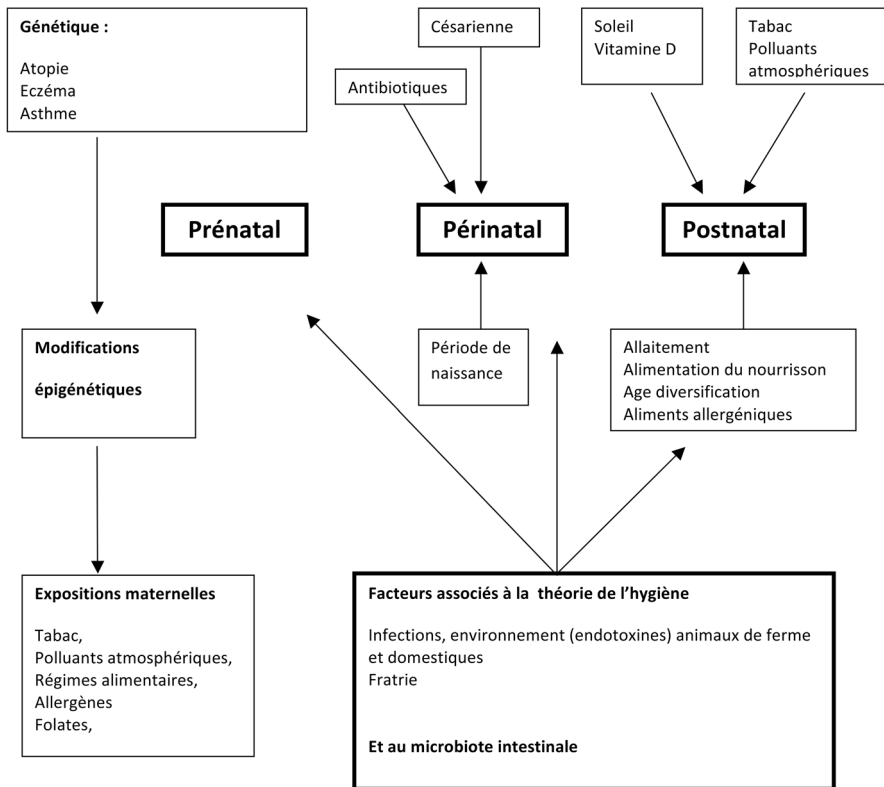 Génétique :
Atopie
Eczéma
Asthme
Césarienne
Antibiotiques
Soleil
Vitamine D
Tabac
Polluants
atmosphériques
Prénatal
Périnatal
Postnatal
Modifications
épigénétiques
Période de
naissance
Allaitement
Alimentation du nourrisson
Age diversification
Aliments allergéniques
Expositions maternelles
Tabac,
Polluants atmosphériques,
Régimes alimentaires,
Allergènes
Folates,
Facteurs associés à la théorie de l’hygiène
Infections, environnement (endotoxines) animaux de ferme
et domestiques
Fratrie
Et au microbiote intestinale